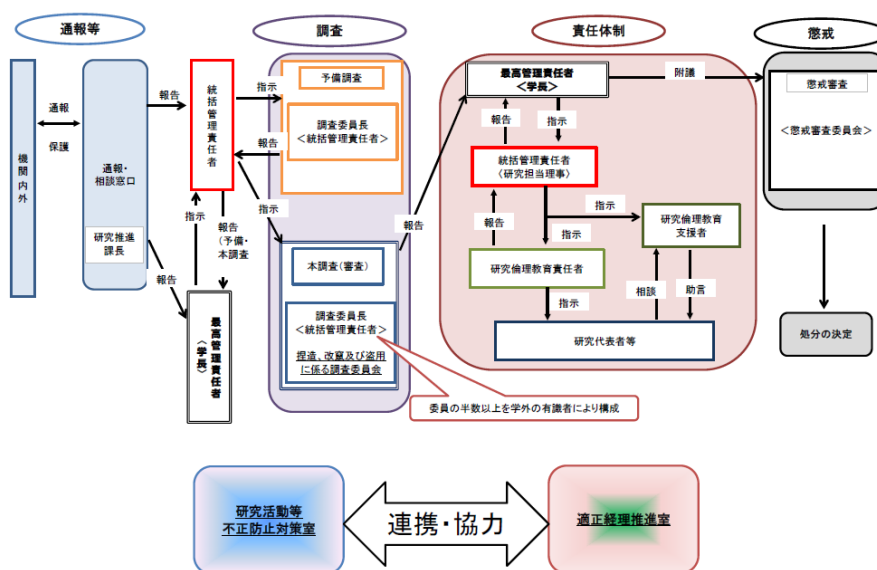 通報等
調査
責任体制
懲戒
機関内外
通報
保護
通報・
相談窓口
研究推進
課長
報告
報告
統括管理責任者
指示
報告
(予備・
本調査)
最高管理責任者
〈学長〉
指示
報告
指示
予備調査
調査委員長
<統括管理責任者>
本調査(審査)
調査委員長
<統括管理責任者>
捏造、改竄及び盗用
に係る調査委員会
委員の半数以上を学外の有識者により構成
報告
最高管理責任者
<学長>
附議
報告
指示
統括管理責任者
〈研究担当理事〉
報告
指示
指示
研究倫理教育
支援者
研究倫理教育責任者
指示
相談
助言
研究代表者等
懲戒審査
<懲戒審査委員会>
処分の決定
研究活動等
不正防止対策室
連携・協力
適正経理推進室